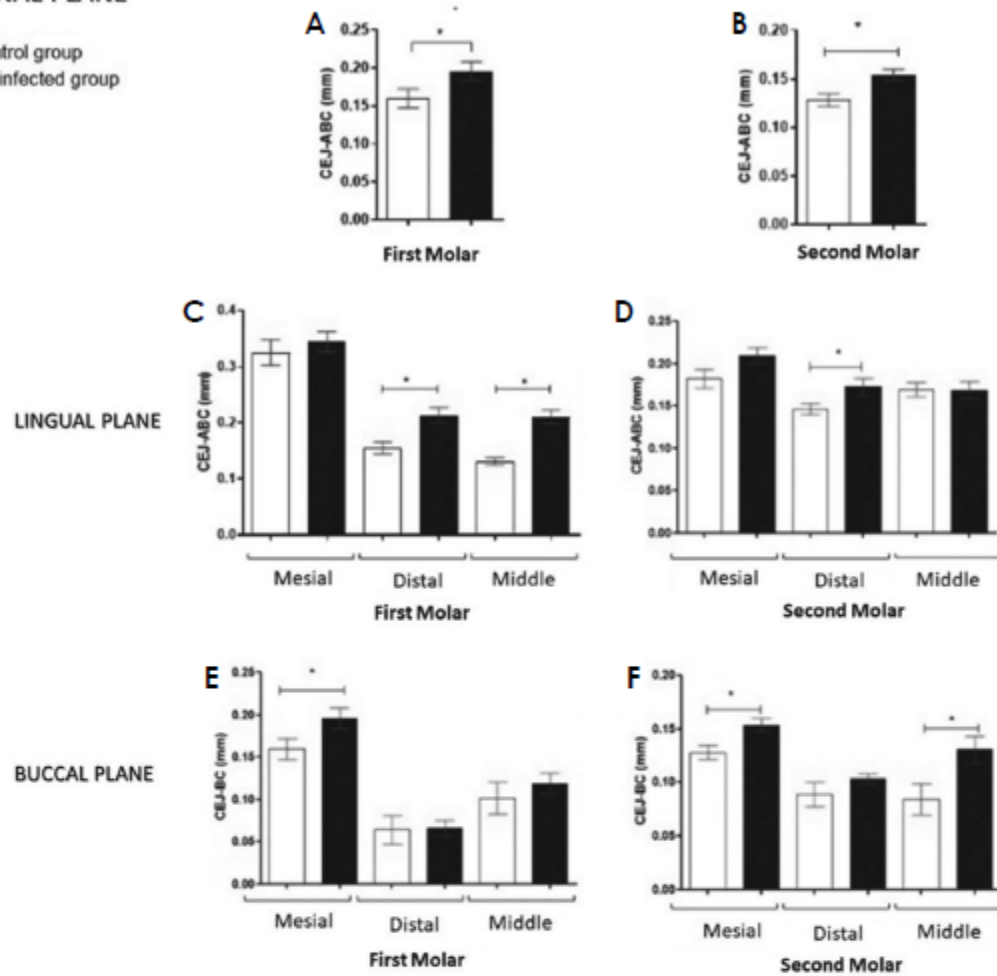 ntrol group
infected group
A
*
0.25
0.20
0.15
0.10
0.05
0.00
CEJ-ABC (mm)
First Molar
B
*
0.20
0.15
0.10
0.05
0.00
CEJ-ABC (mm)
Second Molar
LINGUAL PLANE
C
0.4
0.3
0.2
0.1
0.0
CEJ-ABC (mm)
*
*
Mesial Distal Middle
First Molar
D
0.25
0.20
0.15
0.10
0.05
0.00
CEJ-ABC (mm)
*
Mesial Distal Middle
Second Molar
BUCCAL PLANE
E
0.25
0.20
0.15
0.10
0.05
0.00
CEJ-BC (mm)
*
Mesial Distal Middle
First Molar
F
0.20
0.15
0.10
0.05
0.00
CEJ-BC (mm)
*
*
Mesial Distal Middle
Second Molar